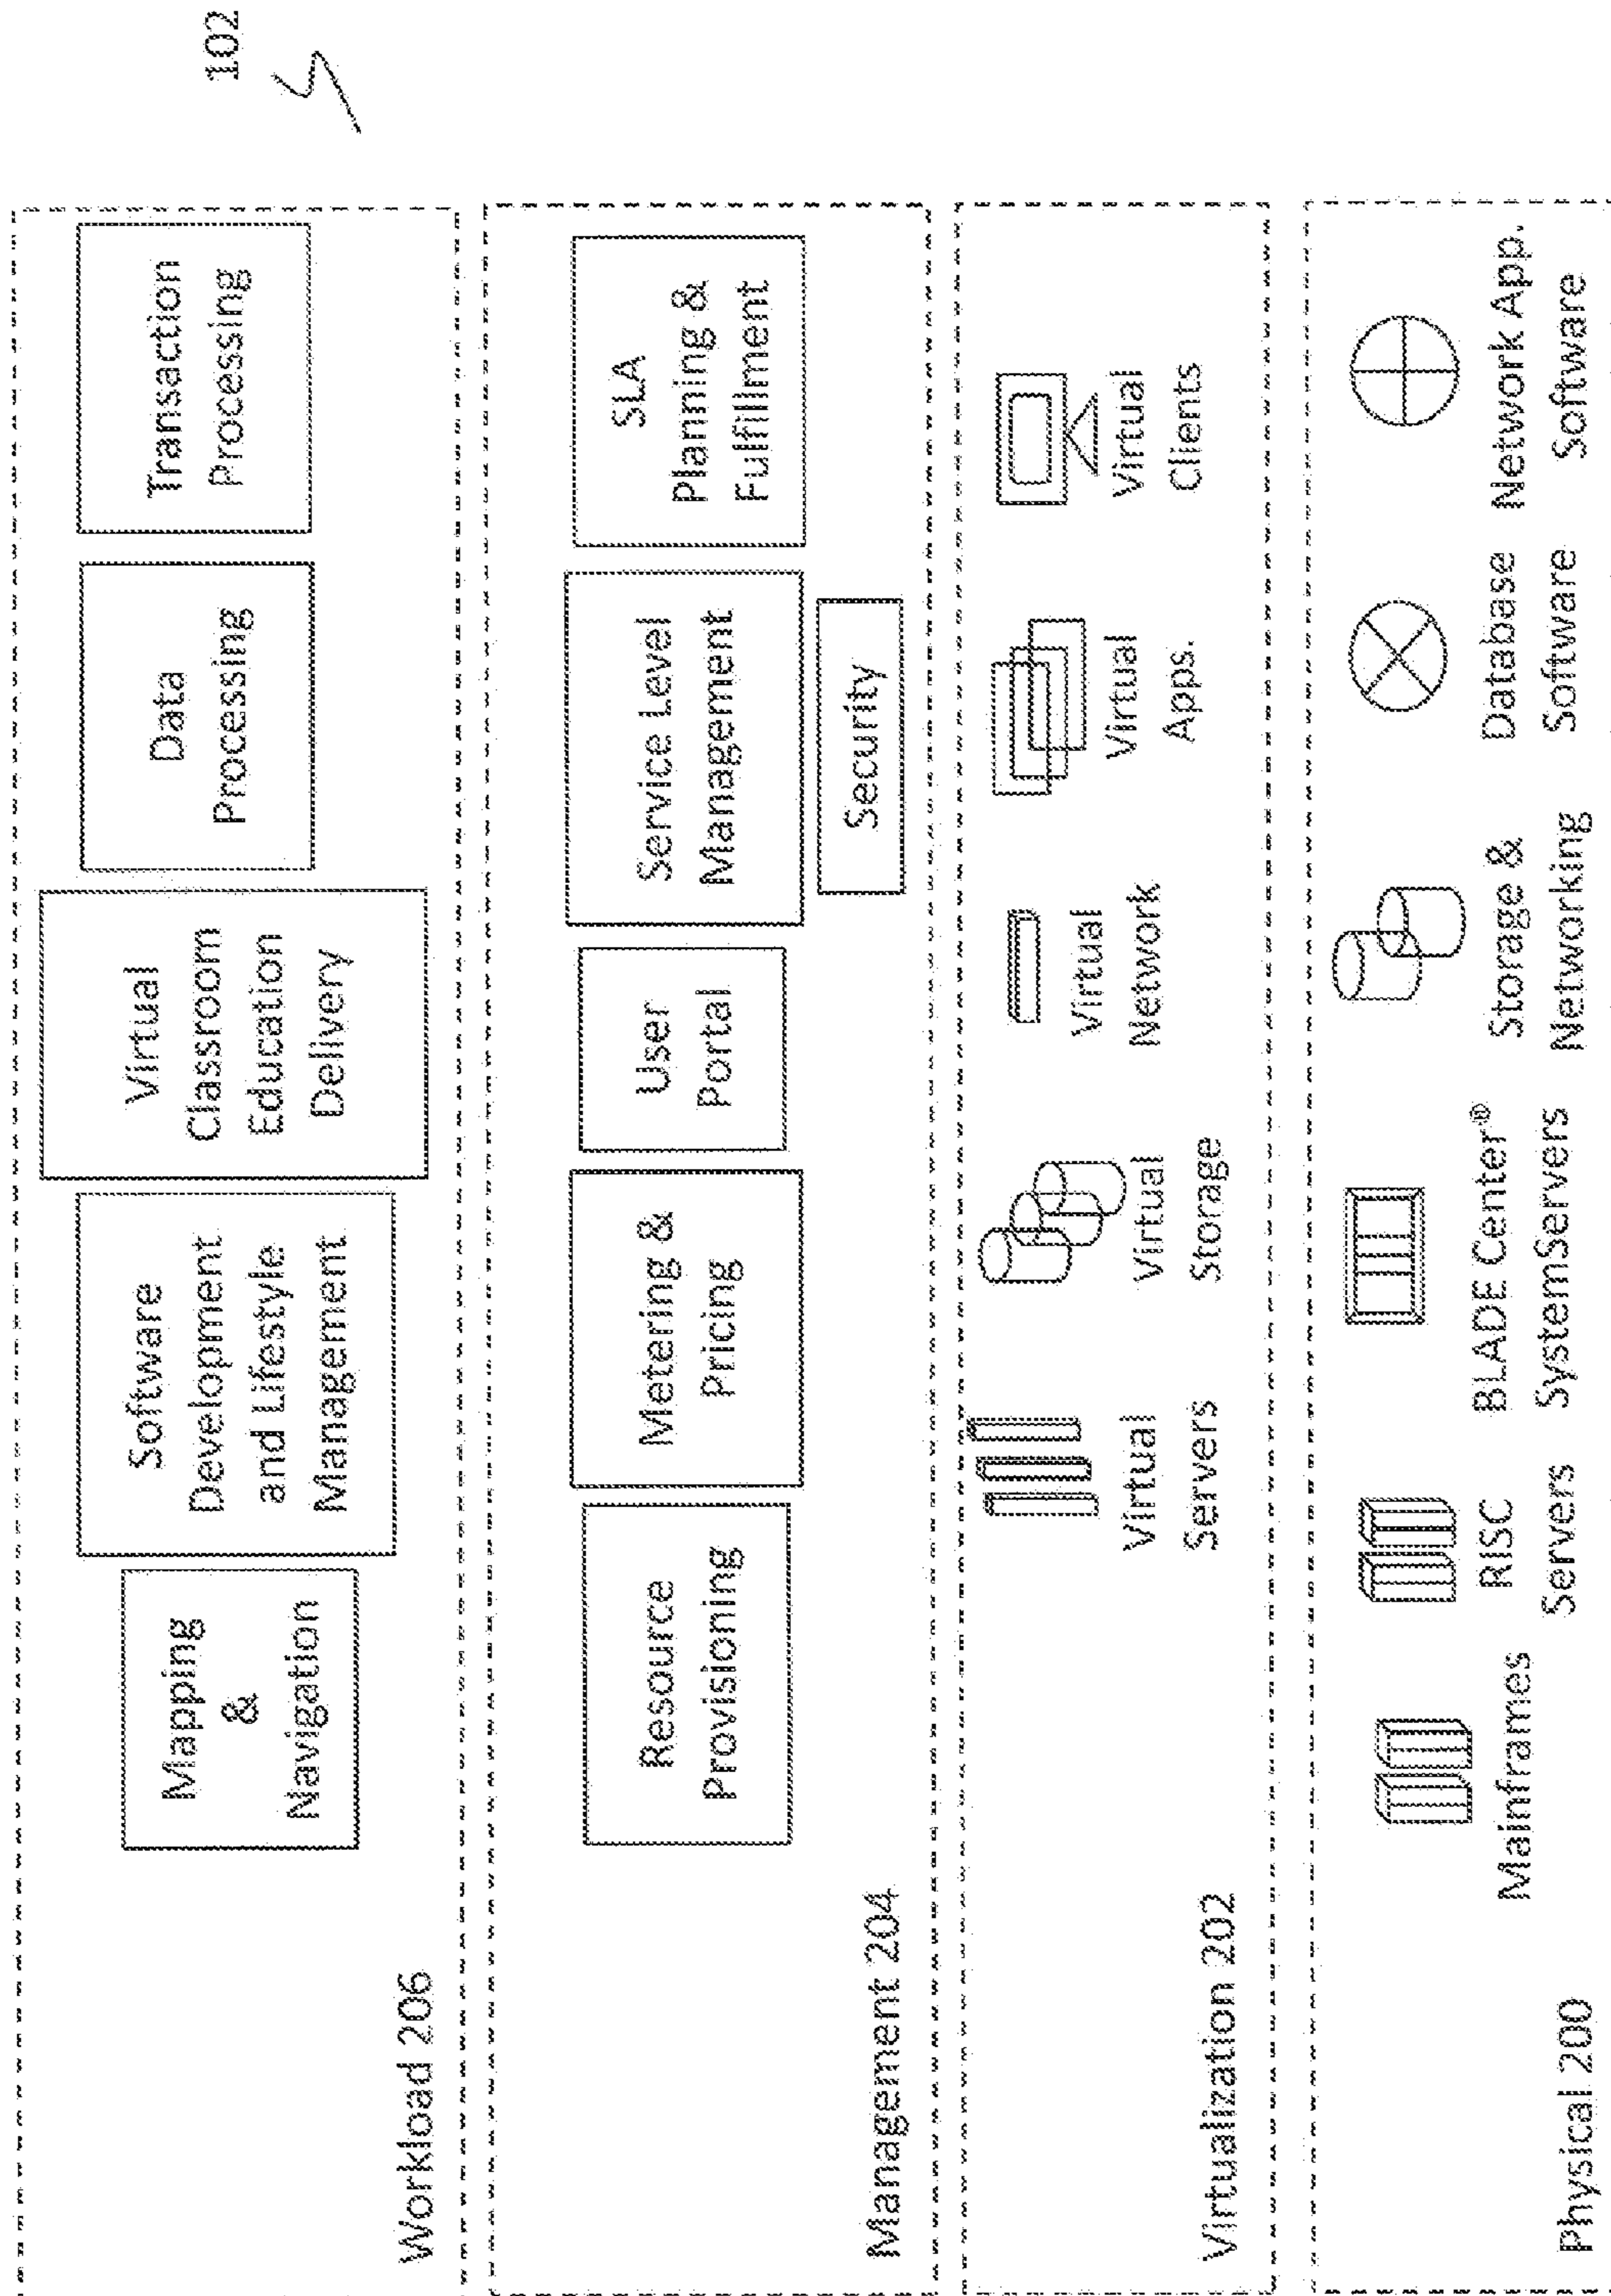 102
Mapping
&
Navigation
Software
Development
and Lifestyle
Management
Virtual
Classroom
Education
Delivery
Data
Processing
Transaction
Processing
Workload 206
Resource
Provisioning
Metering &
Pricing
User
Portal
Service Level
Management
SLA
Planning &
Fulfillment
Security
Management 204
Virtual
Servers
Virtual
Storage
Virtual
Network
Virtual
Apps.
Virtual
Clients
Virtualization 202
Mainframes
RISC
Servers
BLADE Center®
SystemServers
Storage &
Networking
Database
Software
Network App.
Software
Physical 200